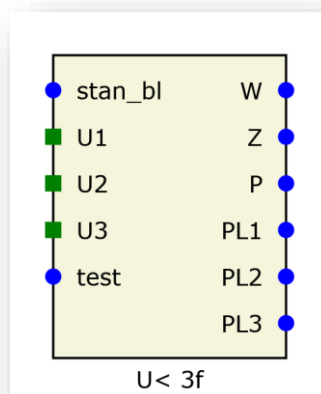 stan_bl W
U1 Z
U2 P
U3 PL1
test PL2
PL3
U< 3f